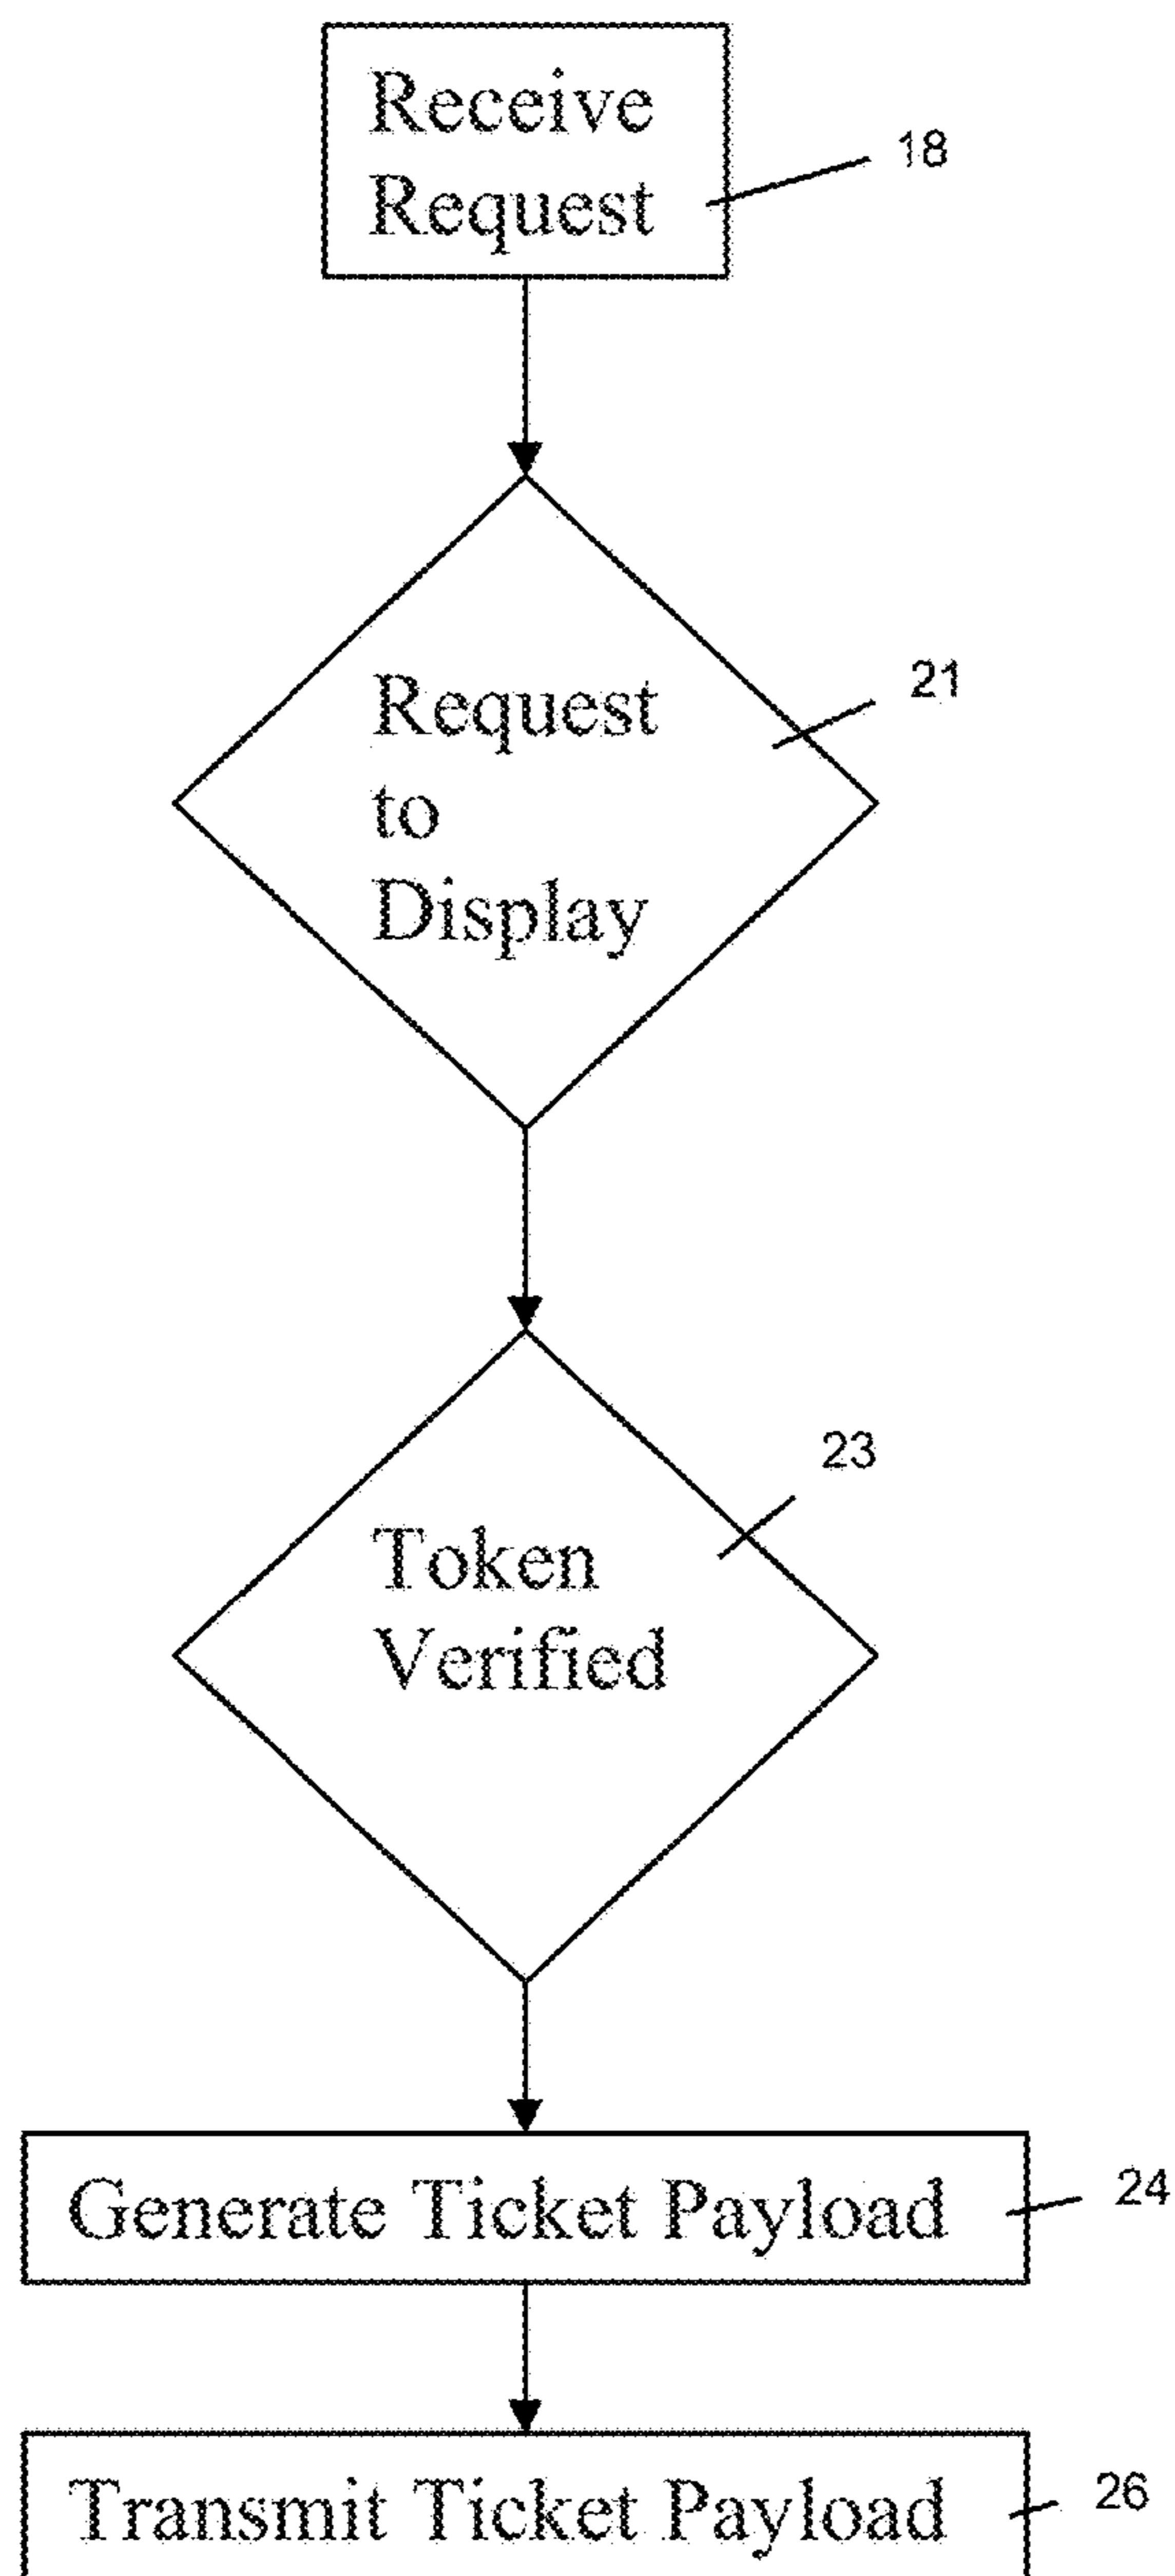 Receive
Request
18
Request
to
Display
21
Token
Verified
23
Generate Ticket Payload
24
Transmit Ticket Payload
26